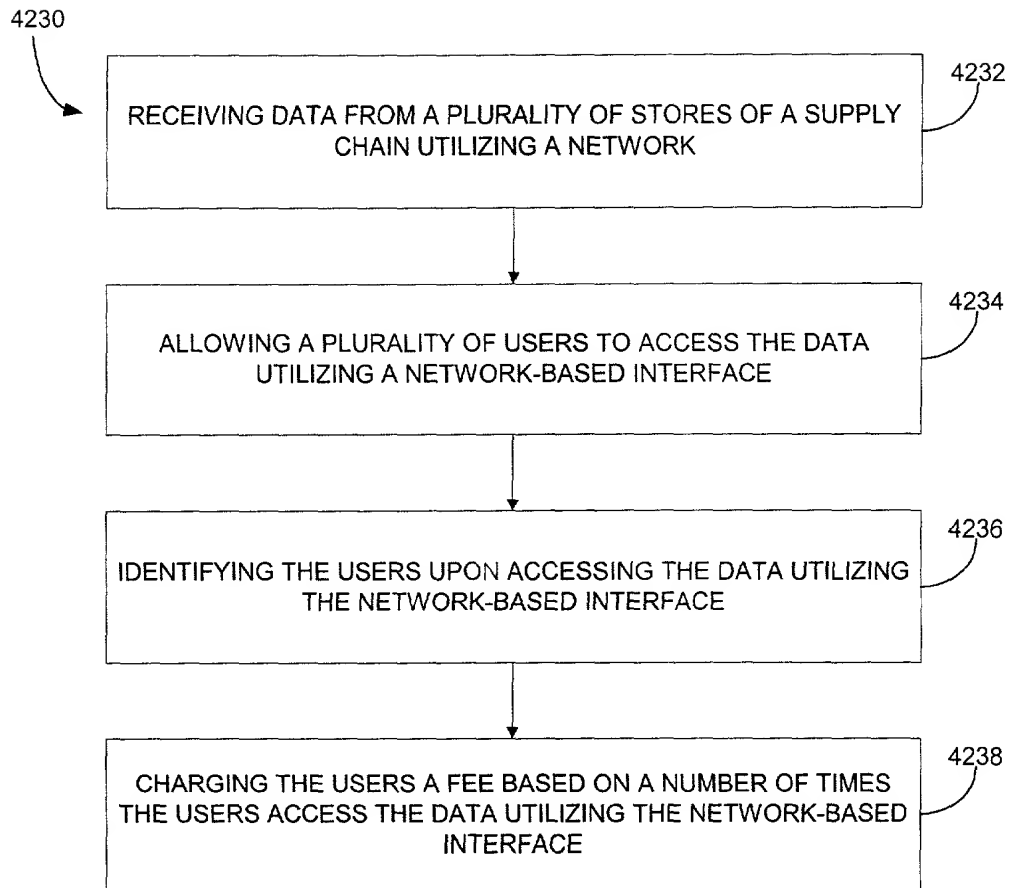 4230
4232
RECEIVING DATA FROM A PLURALITY OF STORES OF A SUPPLY
CHAIN UTILIZING A NETWORK
4234
ALLOWING A PLURALITY OF USERS TO ACCESS THE DATA
UTILIZING A NETWORK-BASED INTERFACE
4236
IDENTIFYING THE USERS UPON ACCESSING THE DATA UTILIZING
THE NETWORK-BASED INTERFACE
4238
CHARGING THE USERS A FEE BASED ON A NUMBER OF TIMES
THE USERS ACCESS THE DATA UTILIZING THE NETWORK-BASED
INTERFACE